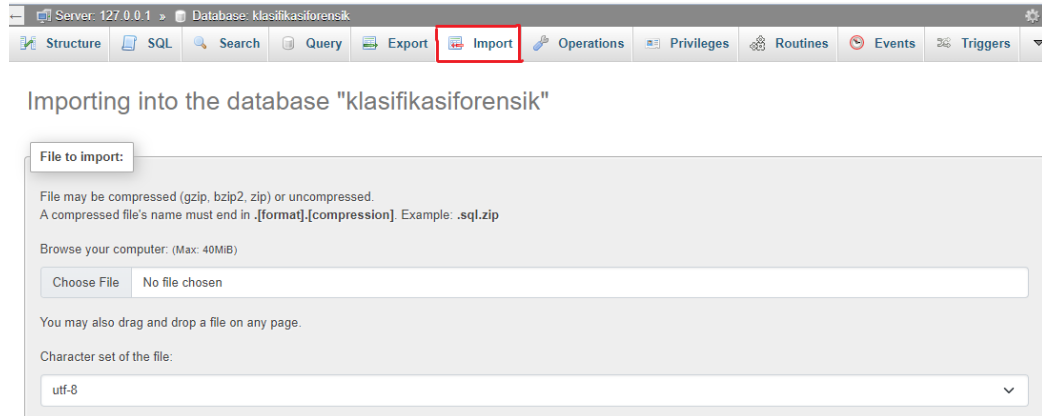 Server: 127.0.0.1 » Database: klasifikasiforensik
Structure SQL Search Query Export Import Operations Privileges Routines Events Triggers
Importing into the database "klasifikasiforensik"
File to import:
File may be compressed (gzip, bzip2, zip) or uncompressed.
A compressed file's name must end in .[format].[compression]. Example: .sql.zip
Browse your computer: (Max: 40MiB)
Choose File No file chosen
You may also drag and drop a file on any page.
Character set of the file:
utf-8